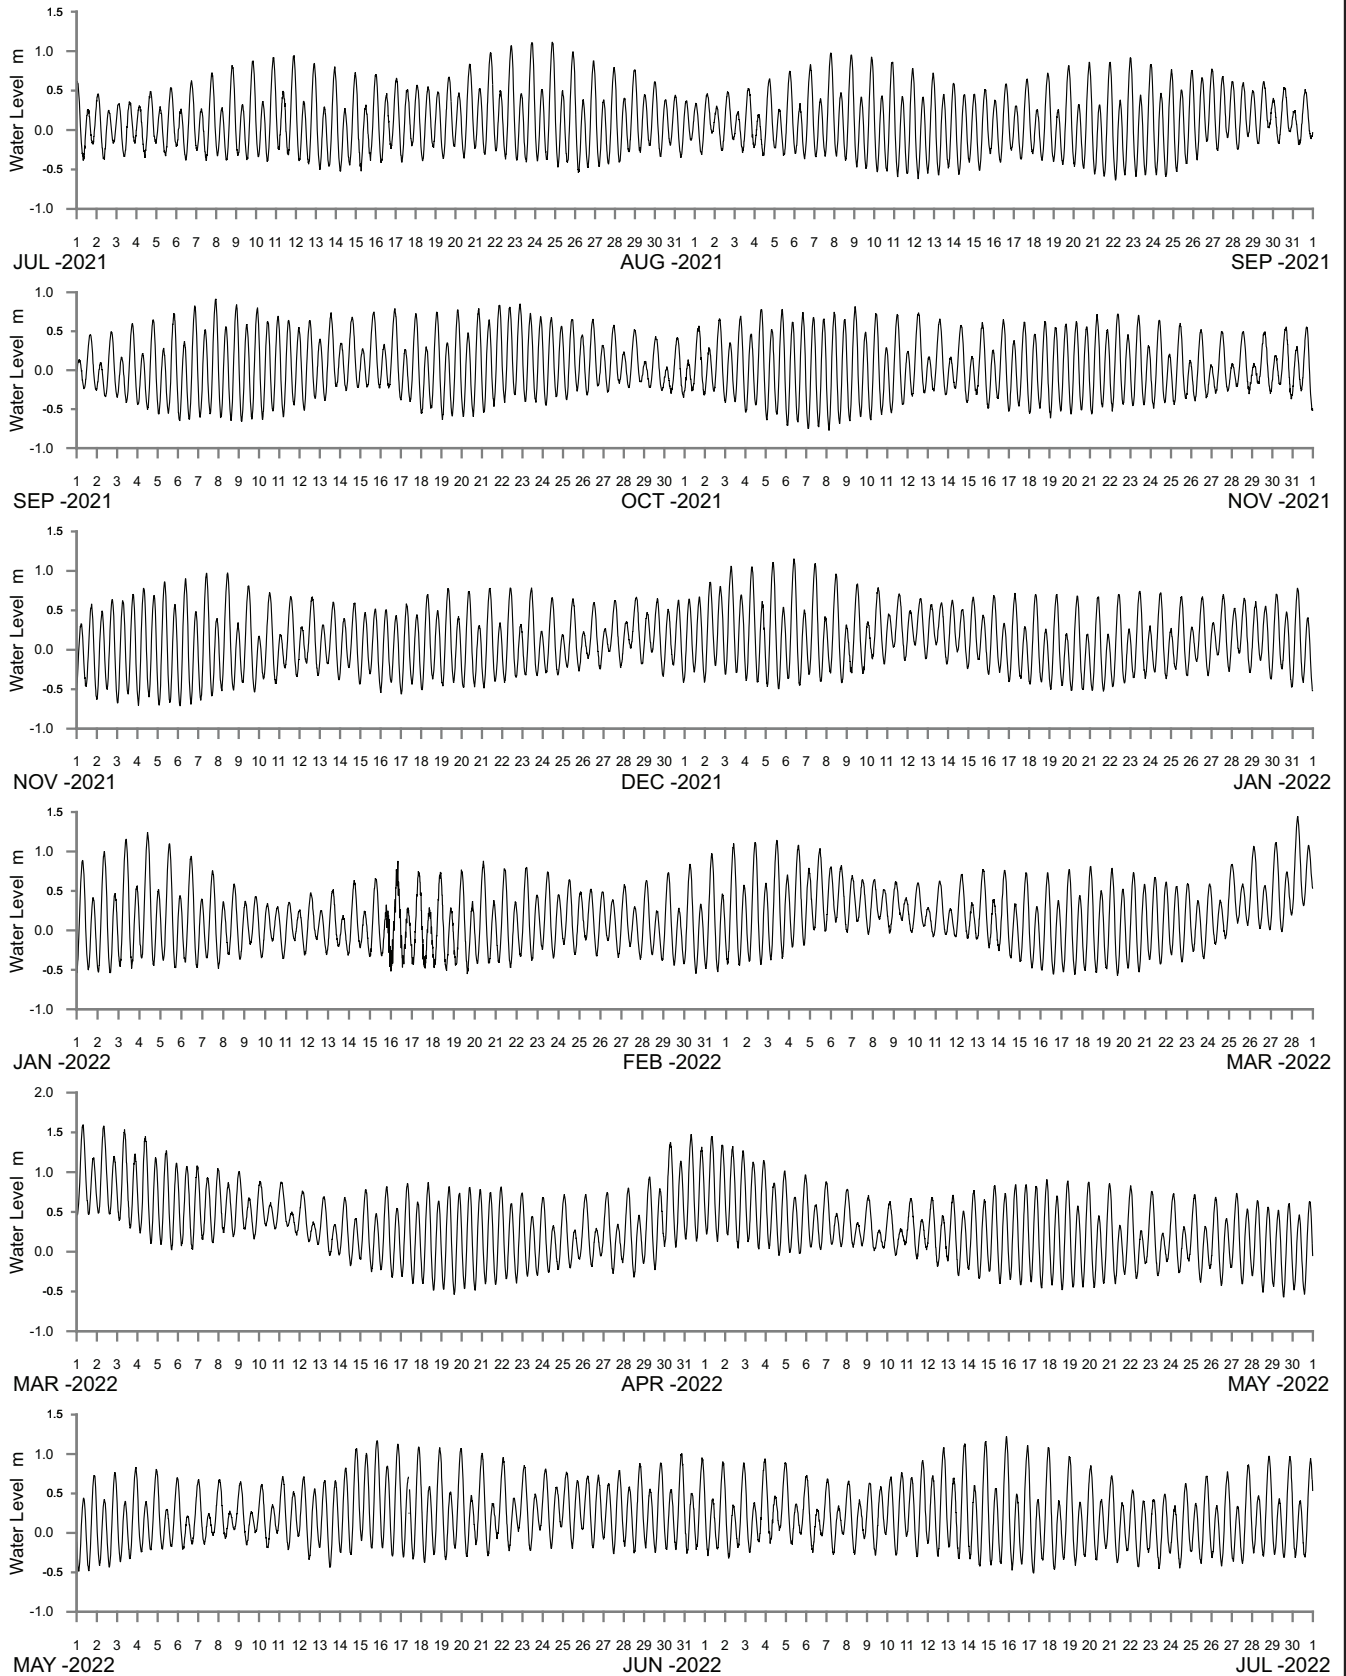 1.5
1.0
0.5
0.0
-0.5
-1.0
Water Level m
1 2 3 4 5 6 7 8 9 10 11 12 13 14 15 16 17 18 19 20 21 22 23 24 25 26 27 28 29 30 31 1 2 3 4 5 6 7 8 9 10 11 12 13 14 15 16 17 18 19 20 21 22 23 24 25 26 27 28 29 30 31 1
JUL -2021 AUG -2021 SEP -2021
1.0
0.5
0.0
-0.5
-1.0
Water Level m
1 2 3 4 5 6 7 8 9 10 11 12 13 14 15 16 17 18 19 20 21 22 23 24 25 26 27 28 29 30 1 2 3 4 5 6 7 8 9 10 11 12 13 14 15 16 17 18 19 20 21 22 23 24 25 26 27 28 29 30 31 1
SEP -2021 OCT -2021 NOV -2021
1.5
1.0
0.5
0.0
-0.5
-1.0
Water Level m
1 2 3 4 5 6 7 8 9 10 11 12 13 14 15 16 17 18 19 20 21 22 23 24 25 26 27 28 29 30 1 2 3 4 5 6 7 8 9 10 11 12 13 14 15 16 17 18 19 20 21 22 23 24 25 26 27 28 29 30 31 1
NOV -2021 DEC -2021 JAN -2022
1.5
1.0
0.5
0.0
-0.5
-1.0
Water Level m
1 2 3 4 5 6 7 8 9 10 11 12 13 14 15 16 17 18 19 20 21 22 23 24 25 26 27 28 29 30 31 1 2 3 4 5 6 7 8 9 10 11 12 13 14 15 16 17 18 19 20 21 22 23 24 25 26 27 28 1
JAN -2022 FEB -2022 MAR -2022
2.0
1.5
1.0
0.5
0.0
-0.5
-1.0
Water Level m
1 2 3 4 5 6 7 8 9 10 11 12 13 14 15 16 17 18 19 20 21 22 23 24 25 26 27 28 29 30 31 1 2 3 4 5 6 7 8 9 10 11 12 13 14 15 16 17 18 19 20 21 22 23 24 25 26 27 28 29 30 1
MAR -2022 APR -2022 MAY -2022
1.5
1.0
0.5
0.0
-0.5
-1.0
Water Level m
1 2 3 4 5 6 7 8 9 10 11 12 13 14 15 16 17 18 19 20 21 22 23 24 25 26 27 28 29 30 31 1 2 3 4 5 6 7 8 9 10 11 12 13 14 15 16 17 18 19 20 21 22 23 24 25 26 27 28 29 30 1
MAY -2022 JUN -2022 JUL -2022